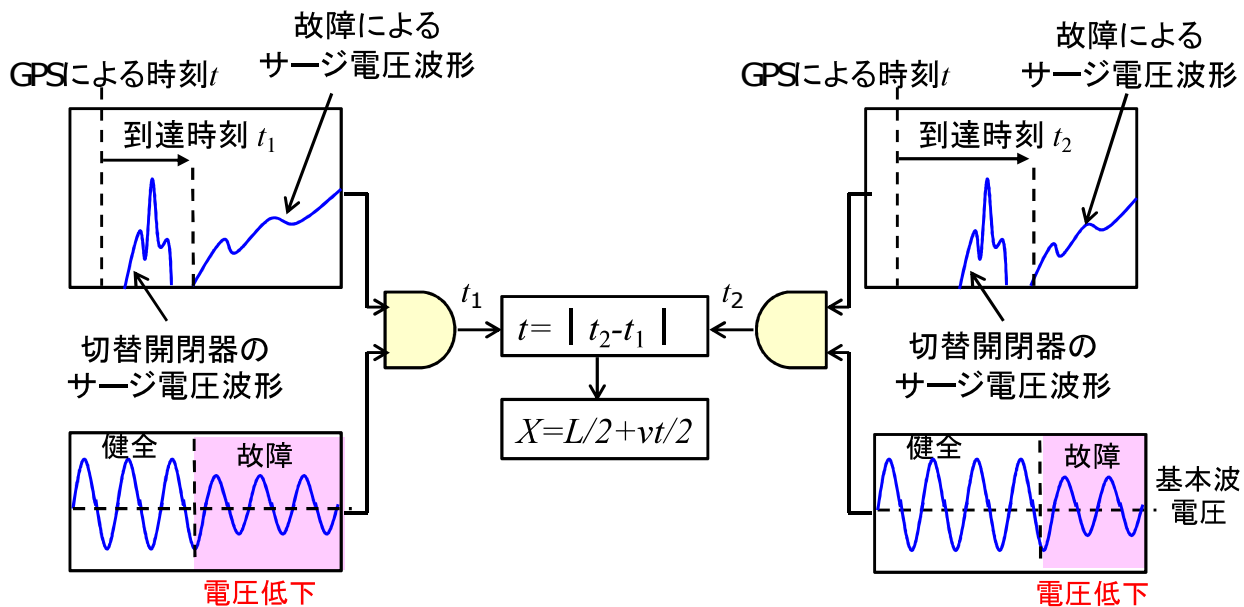 故障による
サージ電圧波形
GPSによる時刻t
到達時刻 t1
切替開閉器の
サージ電圧波形
健全
故障
電圧低下
t1
t= | t2-t1 |
X=L/2+vt/2
t2
故障による
サージ電圧波形
GPSによる時刻t
到達時刻 t2
切替開閉器の
サージ電圧波形
健全
故障
基本波
電圧
電圧低下